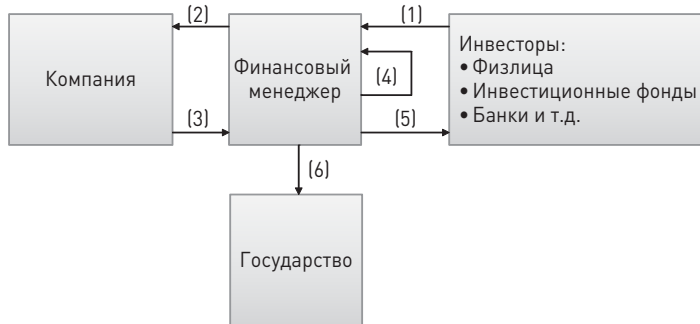 (2)
(1)
Компания
Финансовый
менеджер
(4)
Инвесторы:
• Физлица
• Инвестиционные фонды
• Банки и т.д.
(3)
(5)
(6)
Государство